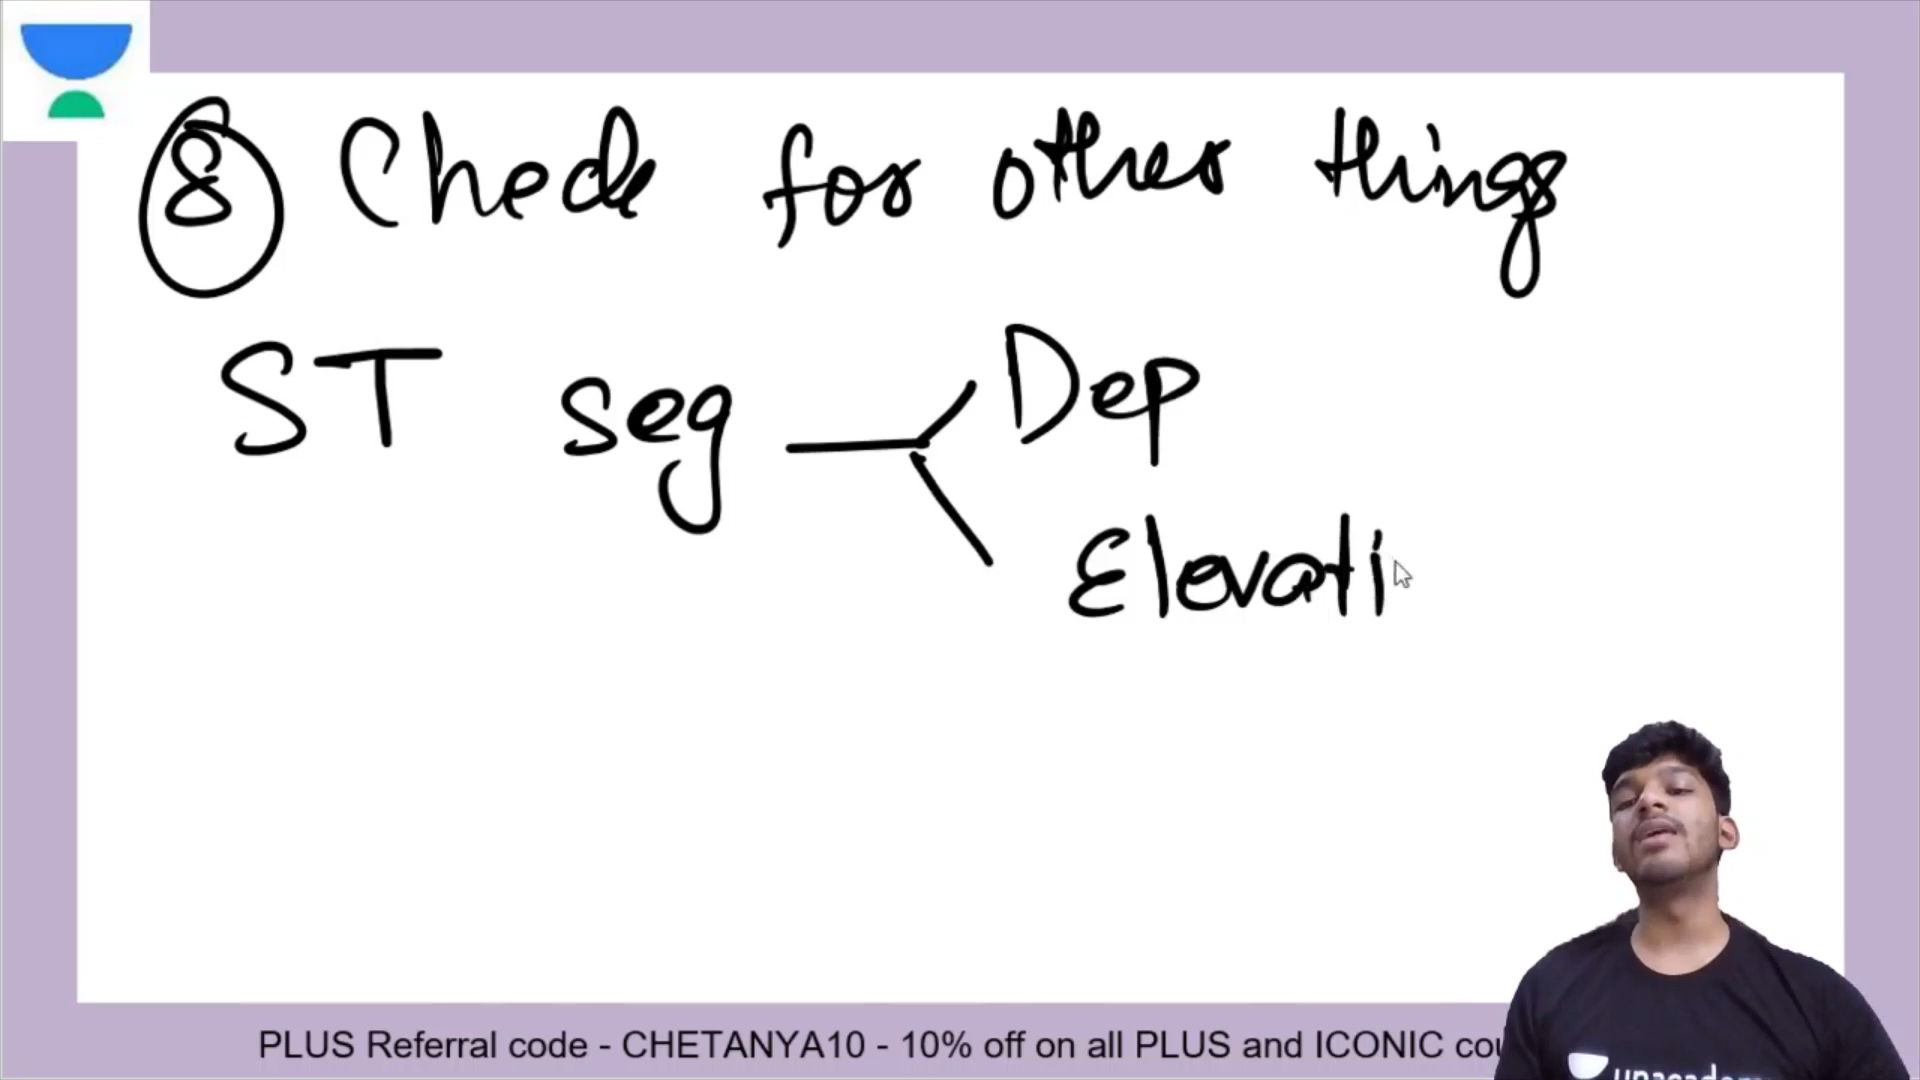 8 Check for other things
ST seg Dep
Elevati
PLUS Referral code - CHETANYA10 - 10% off on all PLUS and ICONIC cou
unacadem